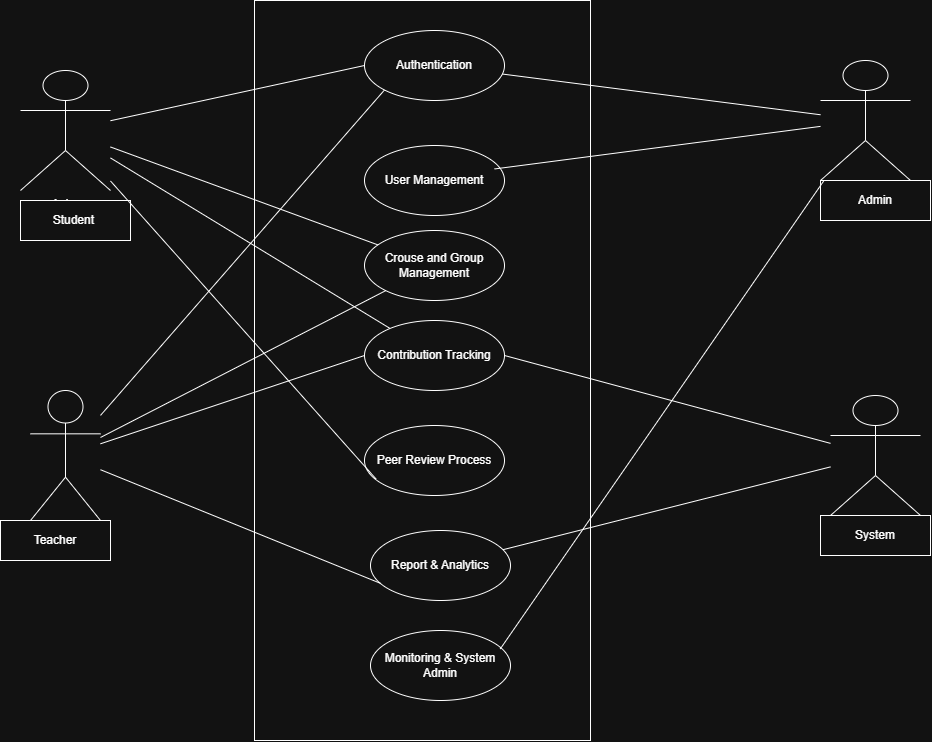 Authentication
User Management
Crouse and Group
Management
Contribution Tracking
Peer Review Process
Report & Analytics
Monitoring & System
Admin
Student
Teacher
Admin
System